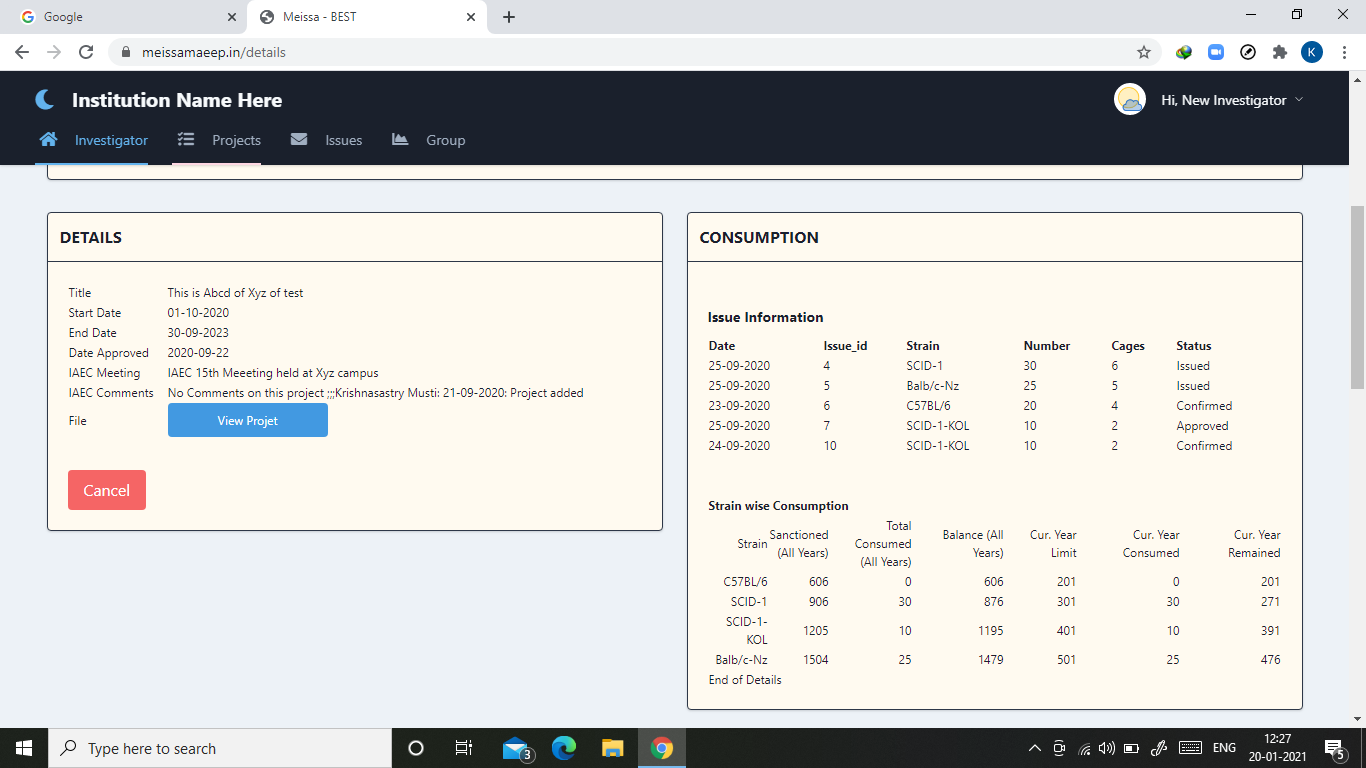 Google
Meissa - BEST
meissamaeep.in/details
K
Institution Name Here
Hi, New Investigator
Investigator Projects Issues Group
DETAILS
Title This is Abcd of Xyz of test
Start Date 01-10-2020
End Date 30-09-2023
Date Approved 2020-09-22
IAEC Meeting IAEC 15th Meeeting held at Xyz campus
IAEC Comments No Comments on this project ;;;Krishnasastry Musti: 21-09-2020: Project added
File View Projet
Cancel
CONSUMPTION
Issue Information
Date Issue_id Strain Number Cages Status
25-09-2020 4 SCID-1 30 6 Issued
25-09-2020 5 Balb/c-Nz 25 5 Issued
23-09-2020 6 C57BL/6 20 4 Confirmed
25-09-2020 7 SCID-1-KOL 10 2 Approved
24-09-2020 10 SCID-1-KOL 10 2 Confirmed
Strain wise Consumption
Strain Sanctioned (All Years) Total Consumed (All Years) Balance (All Years) Cur. Year Limit Cur. Year Consumed Cur. Year Remained
C57BL/6 606 0 606 201 0 201
SCID-1 906 30 876 301 30 271
SCID-1-KOL 1205 10 1195 401 10 391
Balb/c-Nz 1504 25 1479 501 25 476
End of Details
Type here to search
3
ENG
12:27
20-01-2021
5